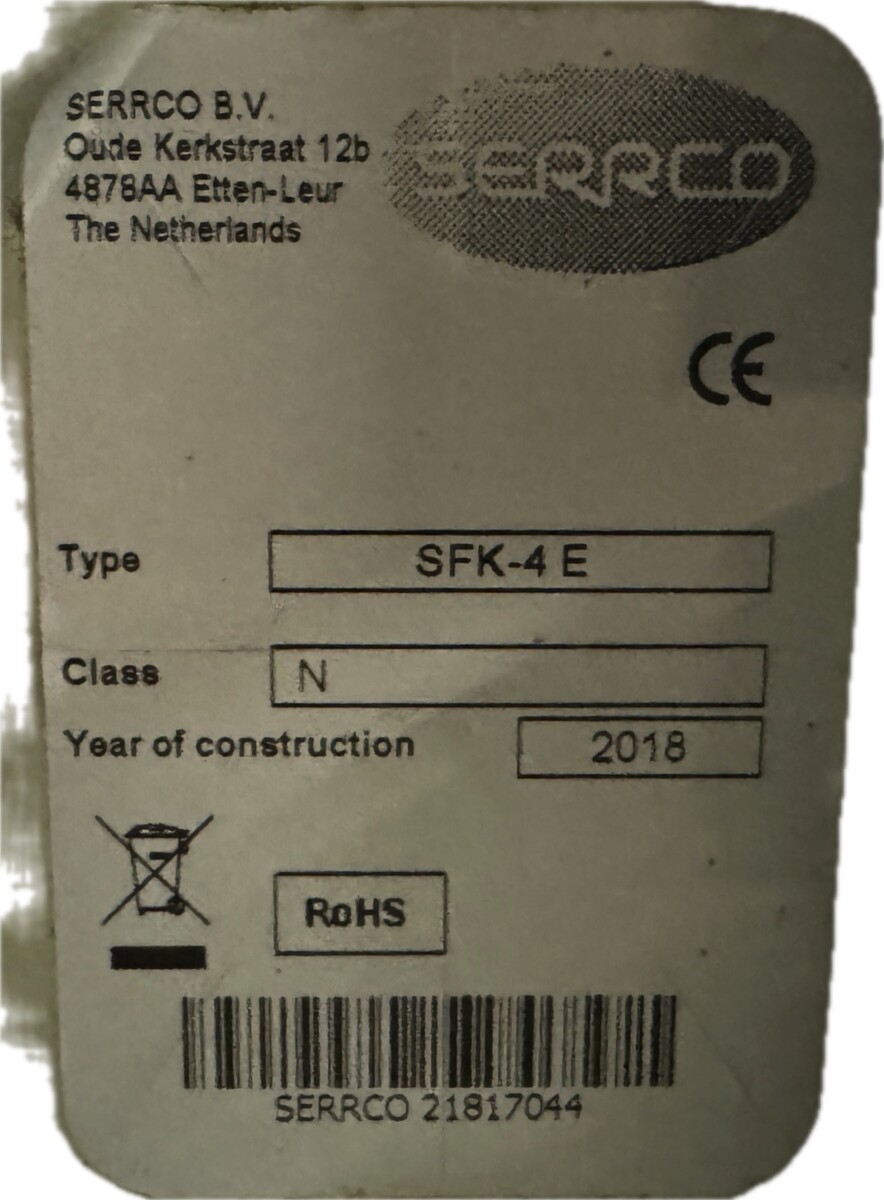 SERRCO B.V.
Oude Kerkstraat 12b
4878AA Etten-Leur
The Netherlands
SERRCO
CE
Type SFK-4 E
Class N
Year of construction 2018
RoHS
SERRCO 21817044